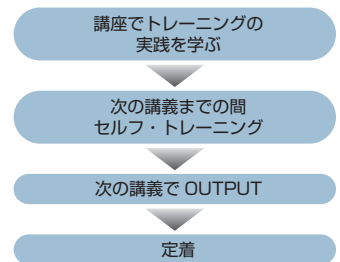 講座でトレーニングの
実践を学ぶ
次の講義までの間
セルフ・トレーニング
次の講義で OUTPUT
定着